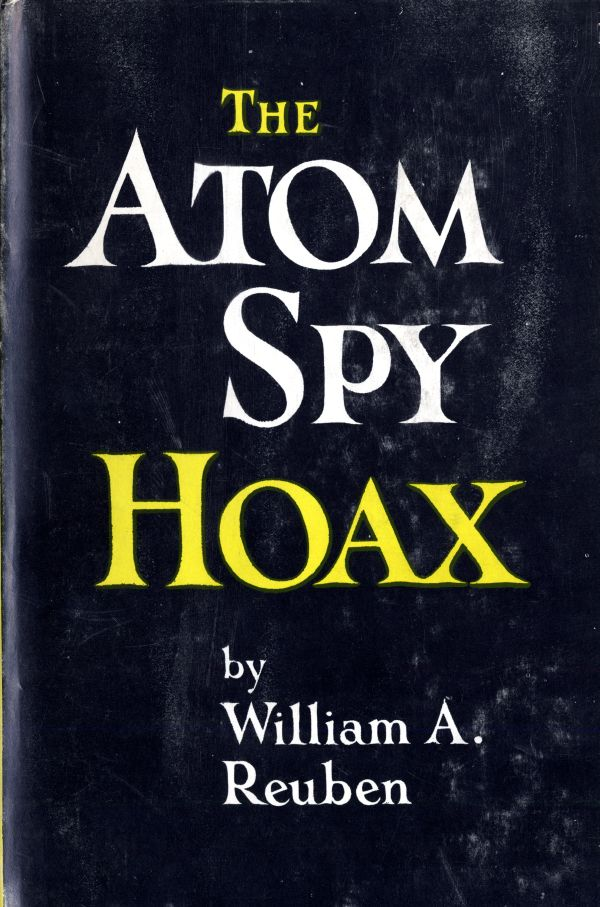 THE
ATOM
SPY
HOAX
by
William A.
Reuben